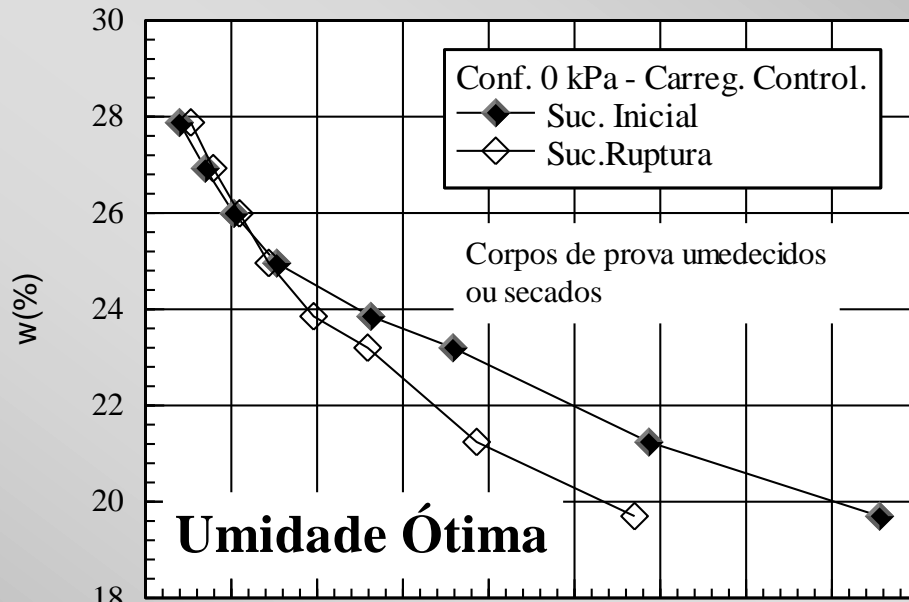 30
Conf. 0 kPa - Carreg. Control.
Suc. Inicial
Suc.Ruptura
28
26
Corpos de prova umedecidos
ou secados
w(%)
24
22
20
Umidade Ótima
18